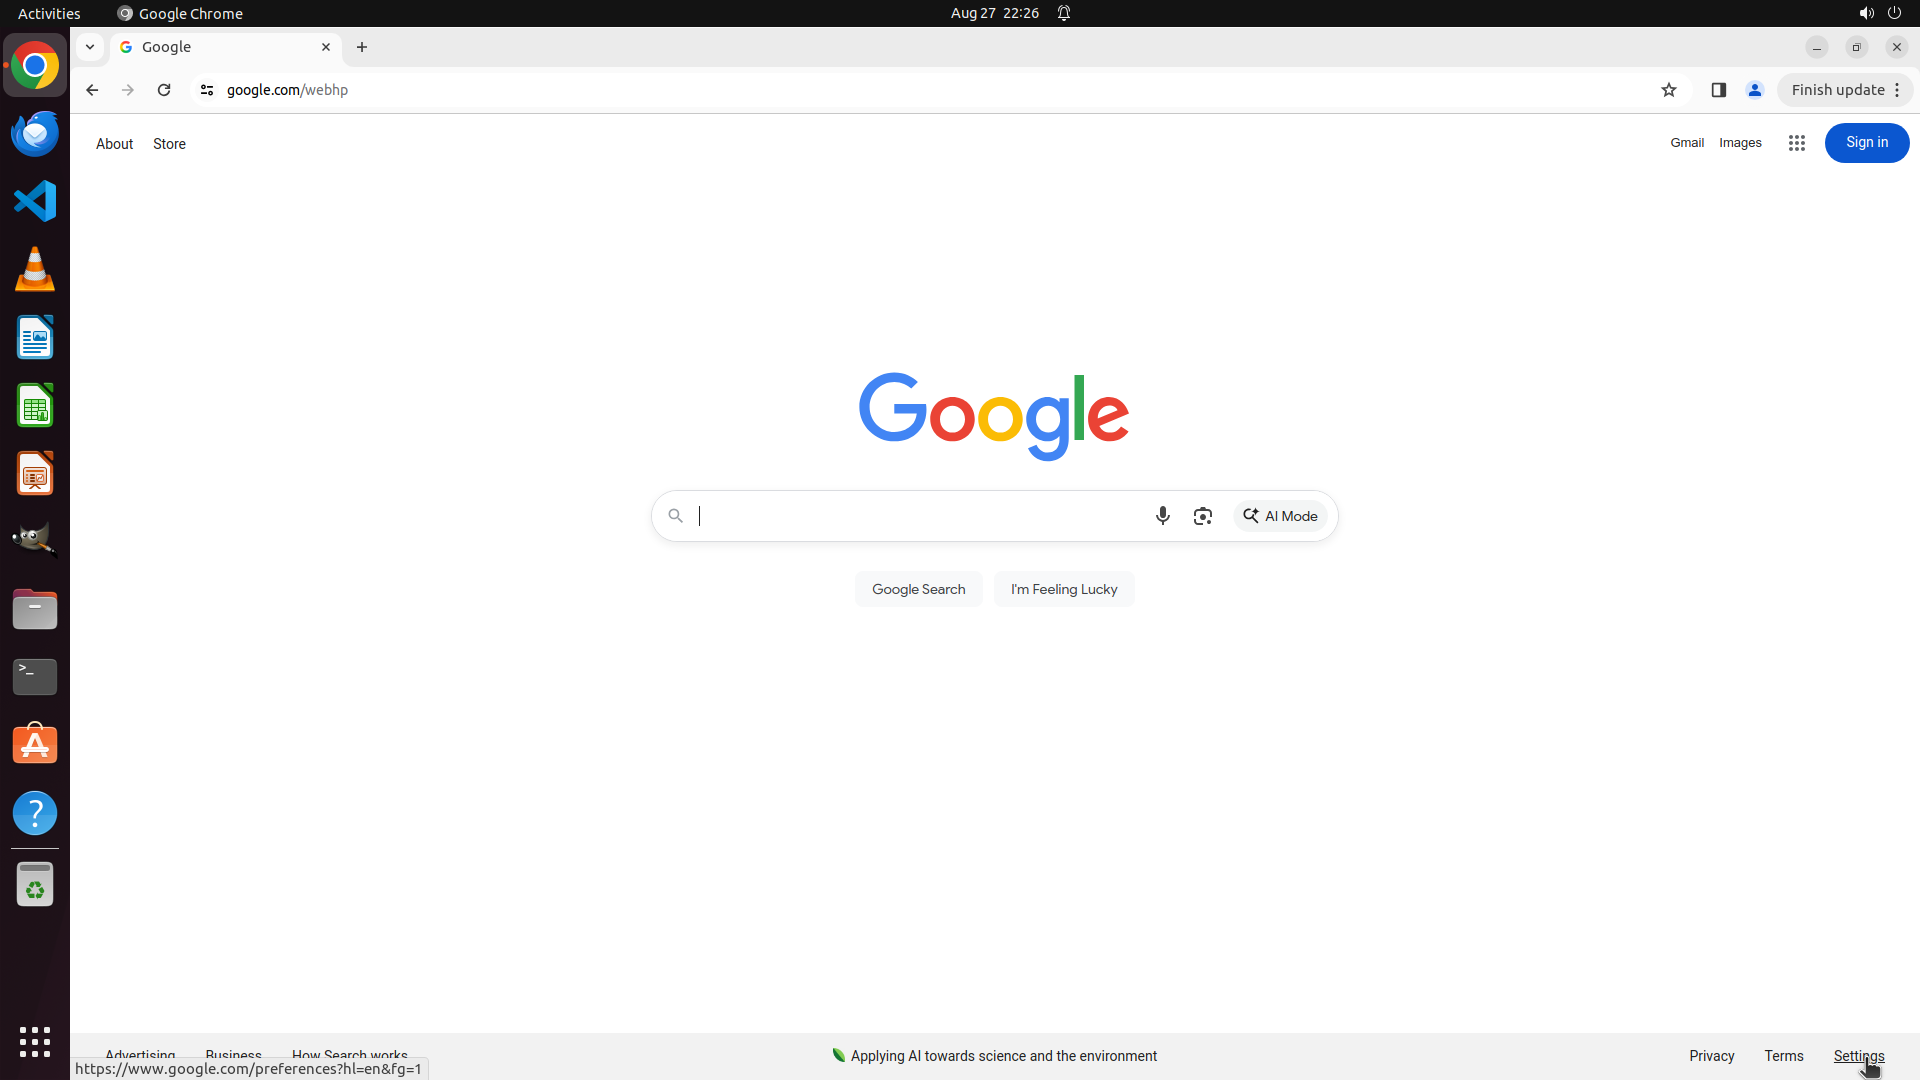 Activities
Google Chrome
Aug 27 22:26
Google
google.com/webhp
Finish update
About
Store
Gmail
Images
Sign in
Google
AI Mode
Google Search
I'm Feeling Lucky
Advertising
Business
How Search works
Applying AI towards science and the environment
Privacy
Terms
Settings
https://www.google.com/preferences?hl=en&fg=1